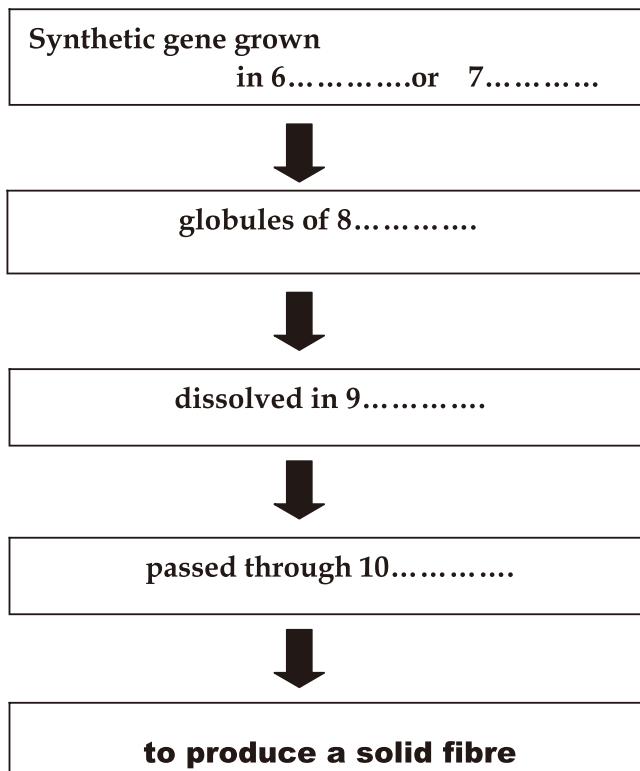 Synthetic gene grown
in 6………….or 7…………
globules of 8………….
dissolved in 9………….
passed through 10………….
to produce a solid fibre